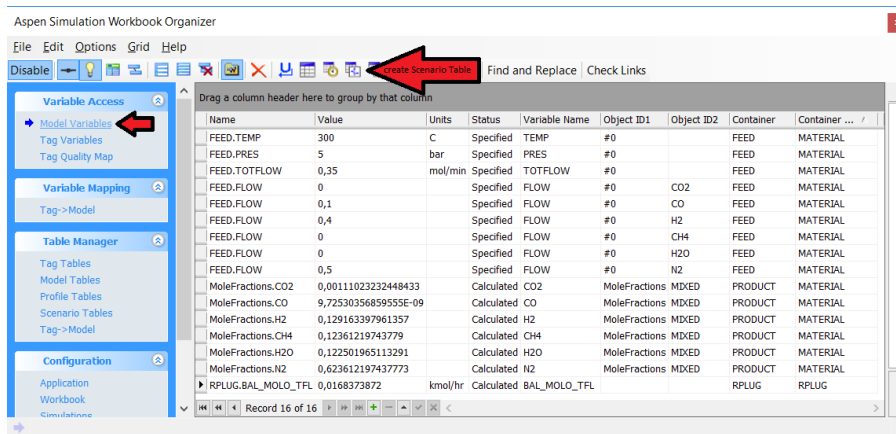 Aspen Simulation Workbook Organizer
File Edit Options Grid Help
Disable create Scenario Table Find and Replace Check Links
Variable Access
Model Variables
Tag Variables
Tag Quality Map
Variable Mapping
Tag->Model
Table Manager
Tag Tables
Model Tables
Profile Tables
Scenario Tables
Tag->Model
Configuration
Application
Workbook
Simulations
Drag a column header here to group by that column
Name Value Units Status Variable Name Object ID1 Object ID2 Container Container ...
FEED.TEMP 300 C Specified TEMP #0 FEED MATERIAL
FEED.PRES 5 bar Specified PRES #0 FEED MATERIAL
FEED.TOTFLOW 0,35 mol/min Specified TOTFLOW #0 FEED MATERIAL
FEED.FLOW 0 Specified FLOW #0 CO2 FEED MATERIAL
FEED.FLOW 0,1 Specified FLOW #0 CO FEED MATERIAL
FEED.FLOW 0,4 Specified FLOW #0 H2 FEED MATERIAL
FEED.FLOW 0 Specified FLOW #0 CH4 FEED MATERIAL
FEED.FLOW 0 Specified FLOW #0 H2O FEED MATERIAL
FEED.FLOW 0,5 Specified FLOW #0 N2 FEED MATERIAL
MoleFractions.CO2 0,00111023232448433 Calculated CO2 MoleFractions MIXED PRODUCT MATERIAL
MoleFractions.CO 9,72530356859555E-09 Calculated CO MoleFractions MIXED PRODUCT MATERIAL
MoleFractions.H2 0,129163397961357 Calculated H2 MoleFractions MIXED PRODUCT MATERIAL
MoleFractions.CH4 0,12361219743779 Calculated CH4 MoleFractions MIXED PRODUCT MATERIAL
MoleFractions.H2O 0,122501965113291 Calculated H2O MoleFractions MIXED PRODUCT MATERIAL
MoleFractions.N2 0,623612197437773 Calculated N2 MoleFractions MIXED PRODUCT MATERIAL
RPLUG.BAL_MOLO_TFL 0,0168373872 kmol/hr Calculated BAL_MOLO_TFL RPLUG RPLUG
Record 16 of 16